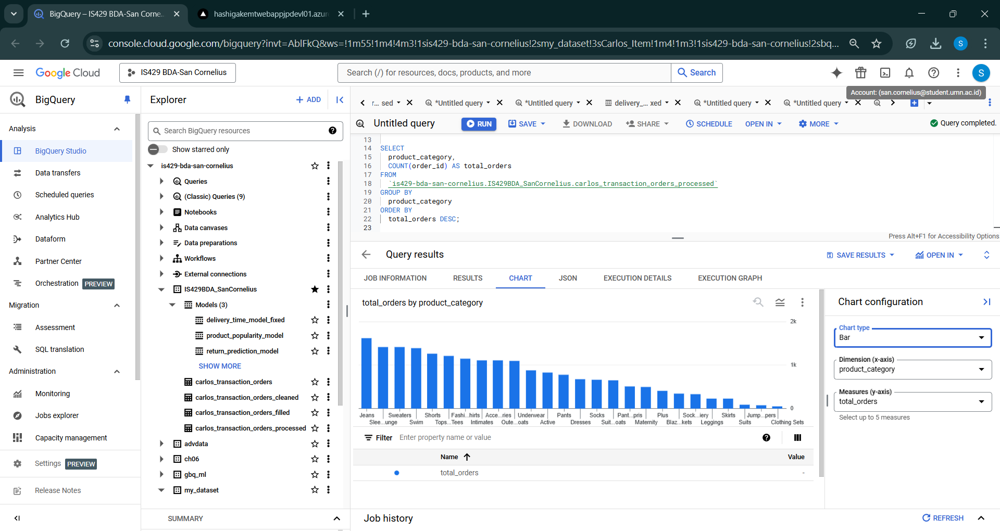 BigQuery – IS429 BDA-San Corne..
hashigakemtwebappjpdevl01.azur
console.cloud.google.com/bigquery?invt=AblFkQ&ws=!1m55!1m4!4m3!1sis429-bda-san-cornelius!2smy_dataset!3sCarlos_Item!1m4!1m3!1sis429-bda-san-cornelius!2sbq...
S
Google Cloud
IS429 BDA-San Cornelius
Search (/) for resources, docs, products, and more
Search
S
Account: (san.cornelius@student.umn.ac.id)
BigQuery
Analysis
BigQuery Studio
Data transfers
Scheduled queries
Analytics Hub
Dataform
Partner Center
Orchestration PREVIEW
Migration
Assessment
SQL translation
Administration
Monitoring
Jobs explorer
Capacity management
Settings PREVIEW
Release Notes
Explorer
+ ADD
Search BigQuery resources
Show starred only
is429-bda-san-cornelius
Queries
(Classic) Queries (9)
Notebooks
Data canvases
Data preparations
Workflows
External connections
IS429BDA_SanCornelius
Models (3)
delivery_time_model_fixed
product_popularity_model
return_prediction_model
SHOW MORE
carlos_transaction_orders
carlos_transaction_orders_cleaned
carlos_transaction_orders_filled
carlos_transaction_orders_processed
advdata
ch06
gbq_ml
my_dataset
SUMMARY
r... sed
*Untitled query
*Untitled query
delivery_... xed
*Untitled query
*Untitled query
Untitled query
RUN
SAVE
DOWNLOAD
SHARE
SCHEDULE
OPEN IN
MORE
Query completed.
13
14 SELECT
15 product_category,
16 COUNT(order_id) AS total_orders
17 FROM
18 `is429-bda-san-cornelius.IS429BDA_SanCornelius.carlos_transaction_orders_processed`
19 GROUP BY
20 product_category
21 ORDER BY
22 total_orders DESC;
23
Press Alt+F1 for Accessibility Options
Query results
SAVE RESULTS
OPEN IN
JOB INFORMATION
RESULTS
CHART
JSON
EXECUTION DETAILS
EXECUTION GRAPH
total_orders by product_category
2k
1k
0
Jeans Sweaters Shorts Fashi...hirts Acce...ries Underwear Pants Socks Pant...pris Plus Sock...iery Skirts Jump...pers
Slee...unge Swim Tops...Tees Intimates Oute...oats Active Dresses Suit...oats Maternity Blaz...kets Leggings Suits Clothing Sets
Filter Enter property name or value
Name Value
total_orders -
Chart configuration
Chart type
Bar
Dimension (x-axis)
product_category
Measures (y-axis)
total_orders
Select up to 5 measures
Job history
REFRESH